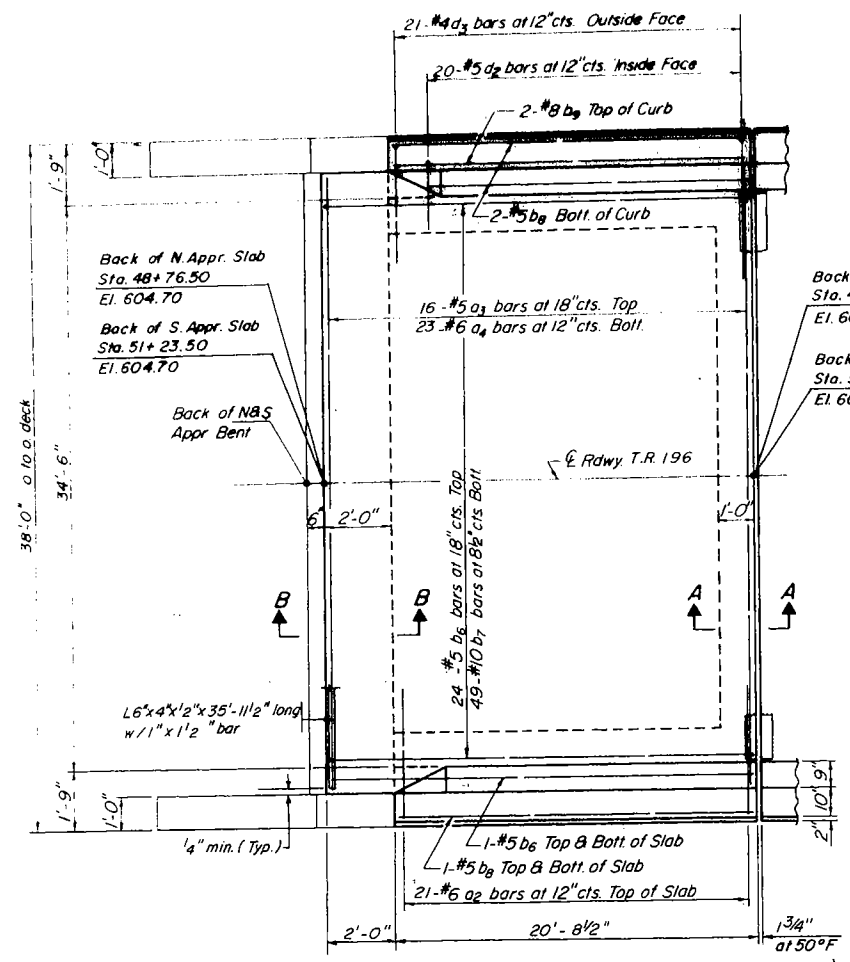 21-#4d3 bars at 12"cts. Outside Face
20-#5d2 bars at 12"cts. Inside Face
2-#8 b9 Top of Curb
1'-0"
1'-9"
2-#5b8 Bott. of Curb
Back of N. Appr. Slab
Sta. 48+76.50
El. 604.70
16-#5 a3 bars at 18"cts. Top
23-#6 a4 bars at 12"cts. Bott.
Back
Sta. 4
El. 60
Back of S. Appr. Slab
Sta. 51+23.50
El. 604.70
Back
Sta.
El. 6
Back of N&S
Appr Bent
38'-0" o to o deck
34'-6"
℄ Rdwy. T.R. 196
6"
2'-0"
1'-0"
24-#5 b6 bars at 18"cts. Top
49-#10 b7 bars at 8½"cts Bott.
B
B
A
A
L6"x4"x½"x35'-11½" long
w/1"x1½" bar
1'-9"
1'-0"
9"
10"
2"
¼" min. (Typ.)
1-#5 b6 Top & Bott. of Slab
1-#5 b8 Top & Bott. of Slab
21-#6 a2 bars at 12"cts. Top of Slab
2'-0"
20'-8½"
1¾"
at 50°F